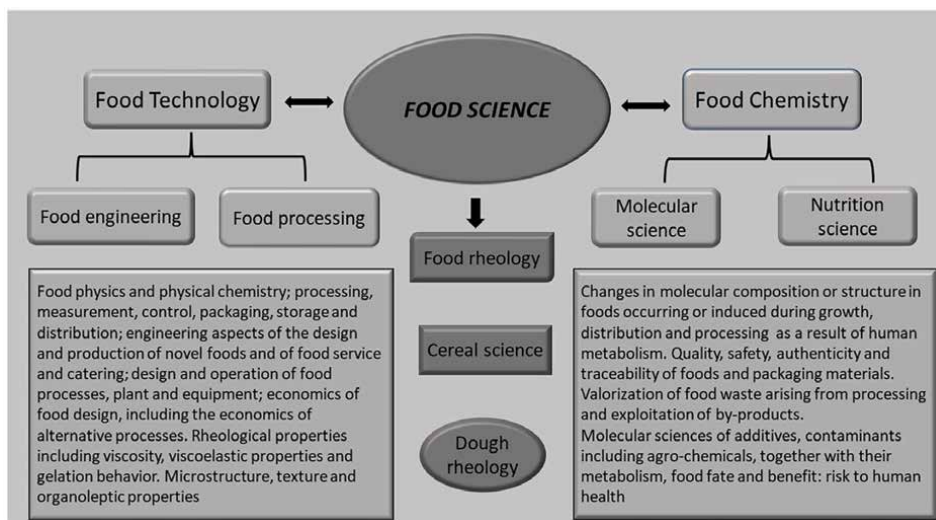 Food Technology
FOOD SCIENCE
Food Chemistry
Food engineering
Food processing
Molecular
science
Nutrition
science
Food rheology
Food physics and physical chemistry; processing,
measurement, control, packaging, storage and
distribution; engineering aspects of the design
and production of novel foods and of food service
and catering; design and operation of food
processes, plant and equipment; economics of
food design, including the economics of
alternative processes. Rheological properties
including viscosity, viscoelastic properties and
gelation behavior. Microstructure, texture and
organoleptic properties
Cereal science
Dough
rheology
Changes in molecular composition or structure in
foods occurring or induced during growth,
distribution and processing as a result of human
metabolism. Quality, safety, authenticity and
traceability of foods and packaging materials.
Valorization of food waste arising from processing
and exploitation of by-products.
Molecular sciences of additives, contaminants
including agro-chemicals, together with their
metabolism, food fate and benefit: risk to human
health